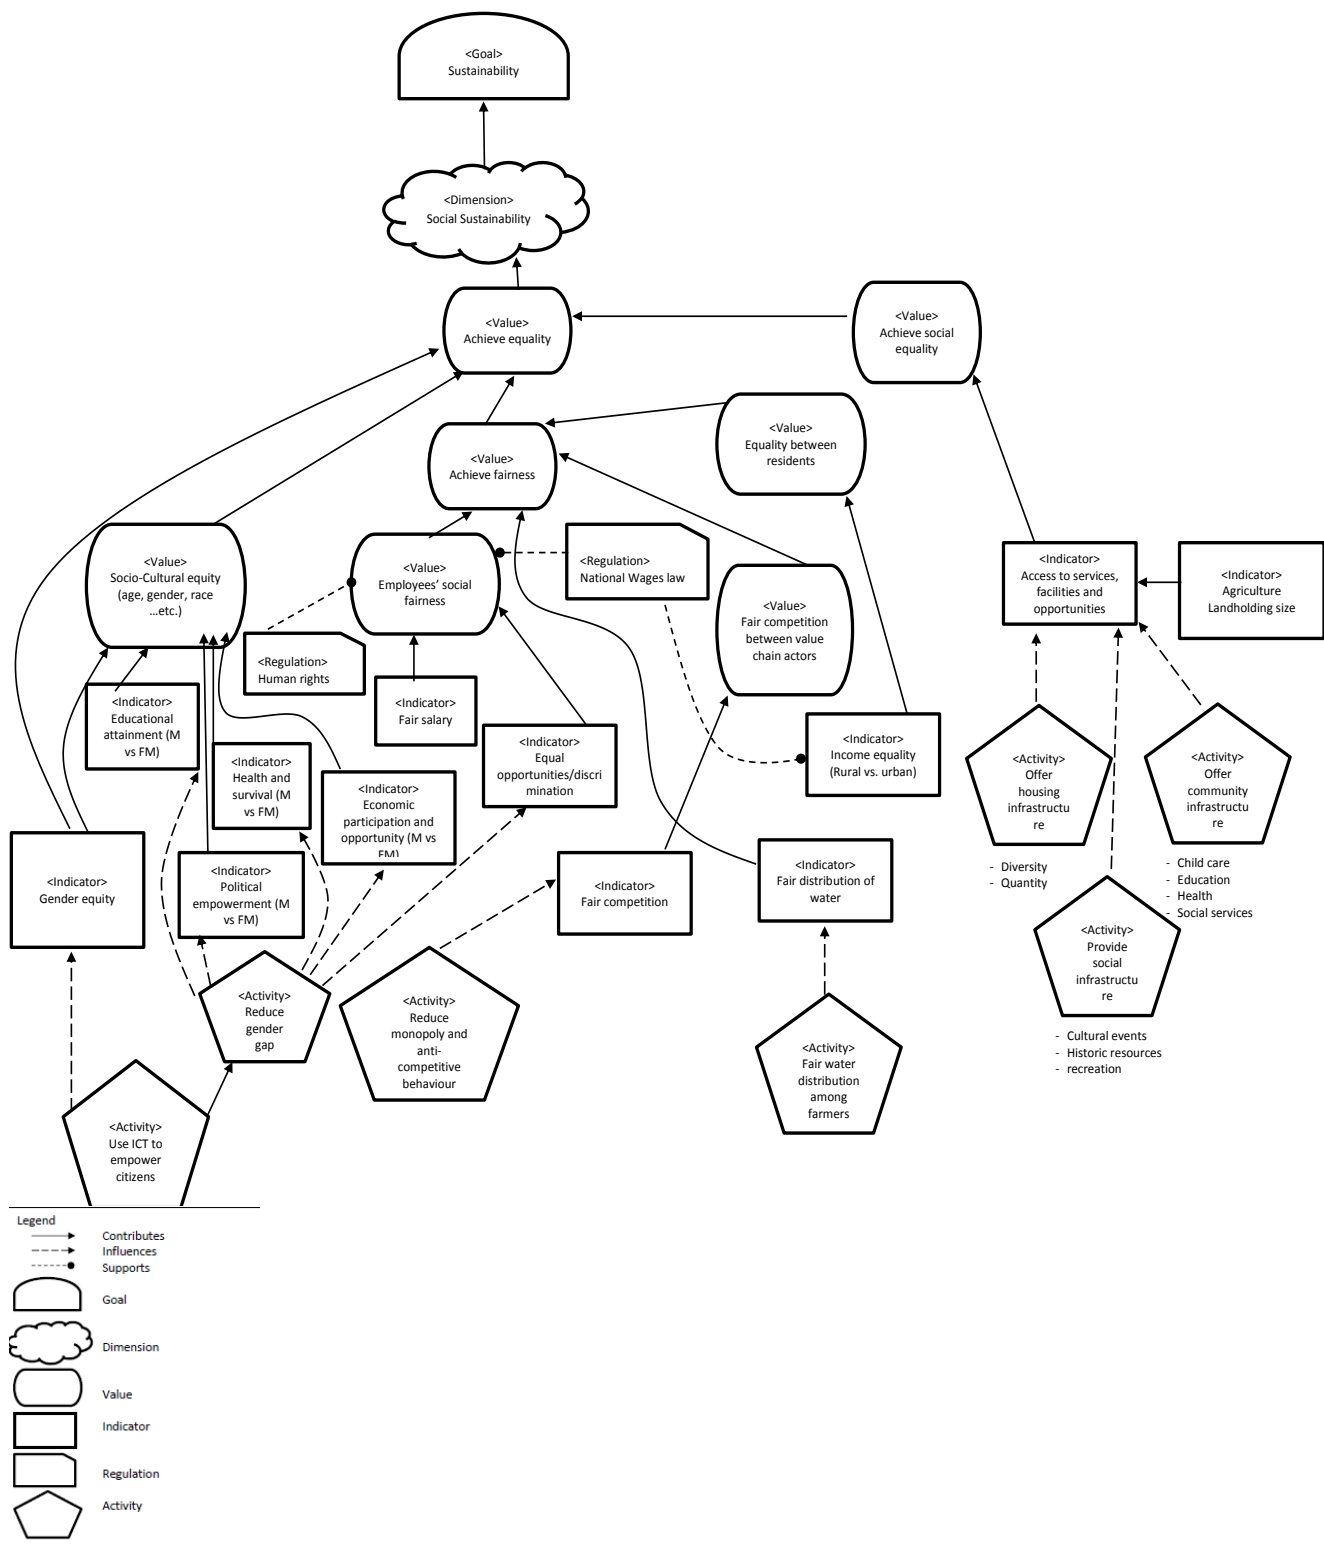 <Goal>
Sustainability
<Dimension>
Social Sustainability
<Value>
Achieve equality
<Value>
Achieve social
equality
<Value>
Equality between
residents
<Value>
Achieve fairness
<Value>
Socio-Cultural equity
(age, gender, race
...etc.)
<Value>
Employees' social
fairness
<Regulation>
National Wages law
<Value>
Fair competition
between value
chain actors
<Indicator>
Access to services,
facilities and
opportunities
<Indicator>
Agriculture
Landholding size
<Regulation>
Human rights
<Indicator>
Fair salary
<Indicator>
Educational
attainment (M
vs FM)
<Indicator>
Health and
survival (M
vs FM)
<Indicator>
Economic
participation and
opportunity (M vs
FM)
<Indicator>
Equal
opportunities/discri
mination
<Indicator>
Income equality
(Rural vs. urban)
<Activity>
Offer
housing
infrastructu
re
<Activity>
Offer
community
infrastructu
re
- Diversity
- Quantity
- Child care
- Education
- Health
- Social services
<Indicator>
Gender equity
<Indicator>
Political
empowerment (M
vs FM)
<Indicator>
Fair competition
<Indicator>
Fair distribution of
water
<Activity>
Provide
social
infrastructu
re
- Cultural events
- Historic resources
- recreation
<Activity>
Reduce
gender
gap
<Activity>
Reduce
monopoly and
anti-
competitive
behaviour
<Activity>
Fair water
distribution
among
farmers
<Activity>
Use ICT to
empower
citizens
Legend
Contributes
Influences
Supports
Goal
Dimension
Value
Indicator
Regulation
Activity